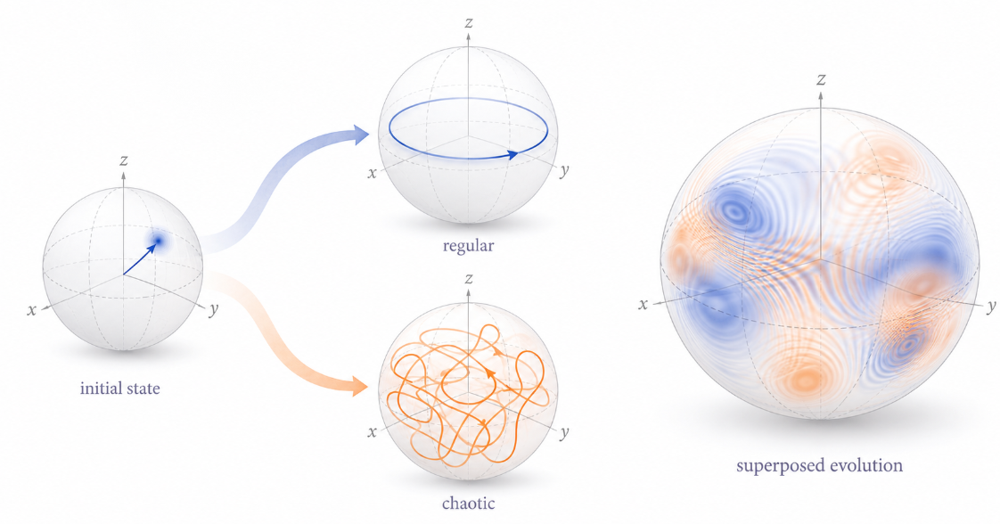 z
x
y
initial state
z
x
y
regular
z
x
y
chaotic
z
x
y
superposed evolution